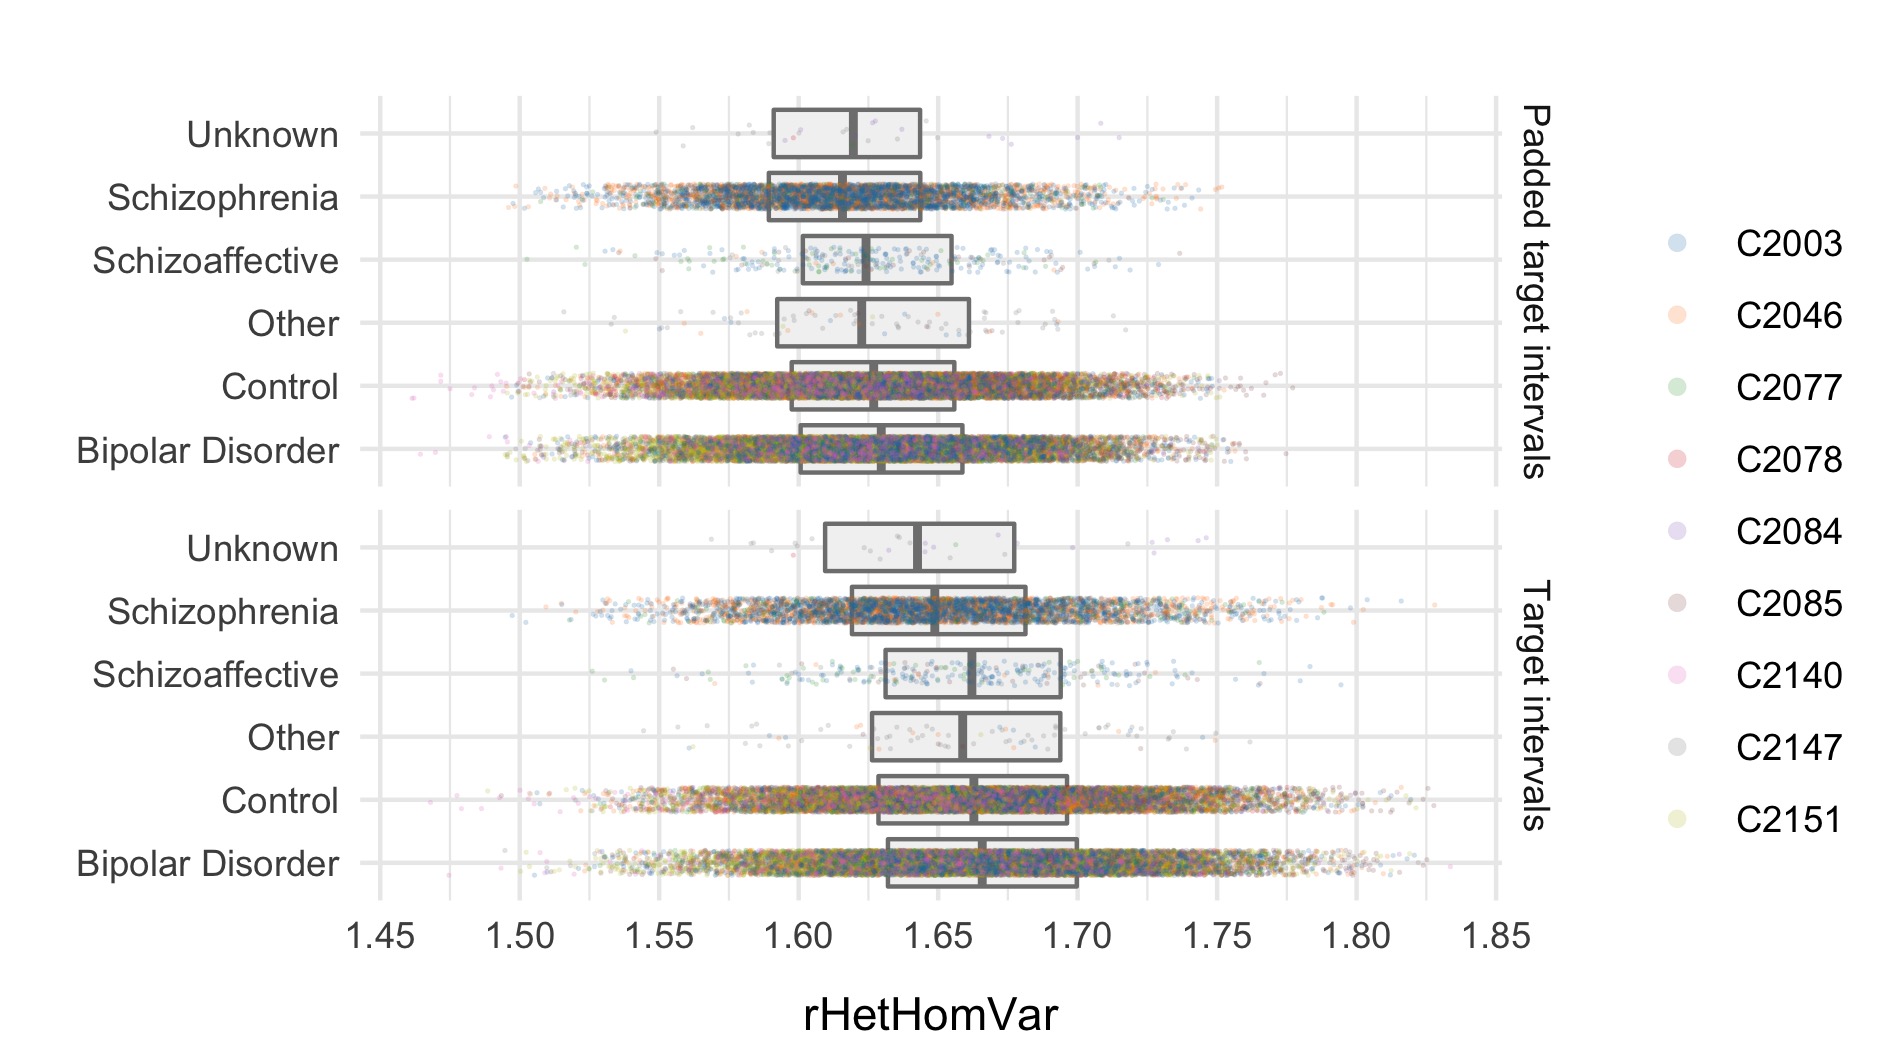 Unknown
Schizophrenia
Schizoaffective
Other
Control
Bipolar Disorder
Padded target intervals
Unknown
Schizophrenia
Schizoaffective
Other
Control
Bipolar Disorder
Target intervals
1.45 1.50 1.55 1.60 1.65 1.70 1.75 1.80 1.85
rHetHomVar
C2003
C2046
C2077
C2078
C2084
C2085
C2140
C2147
C2151